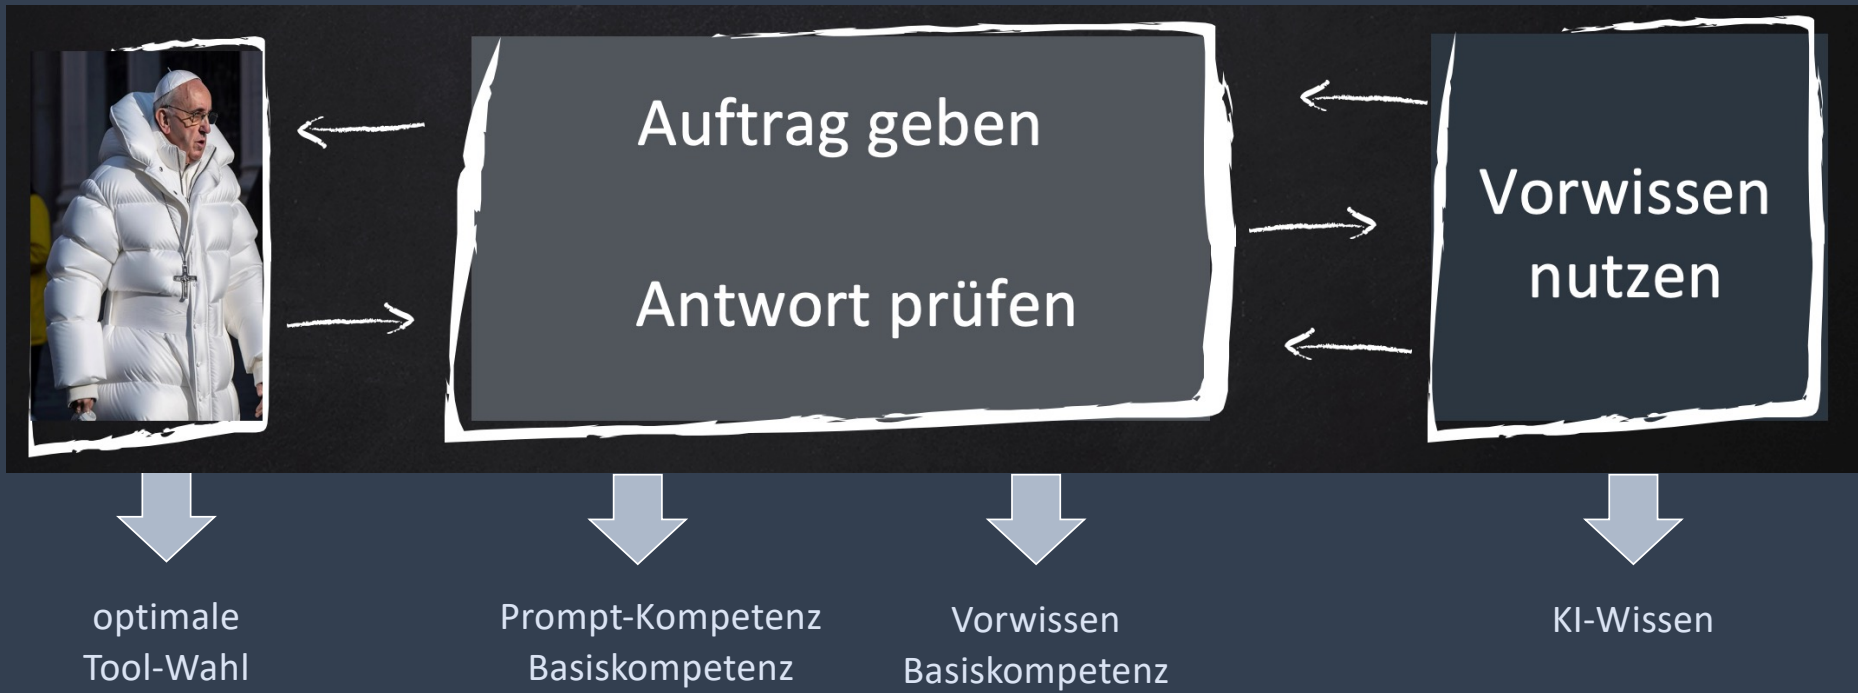 Auftrag geben
Antwort prüfen
Vorwissen
nutzen
optimale
Tool-Wahl
Prompt-Kompetenz
Basiskompetenz
Vorwissen
Basiskompetenz
KI-Wissen